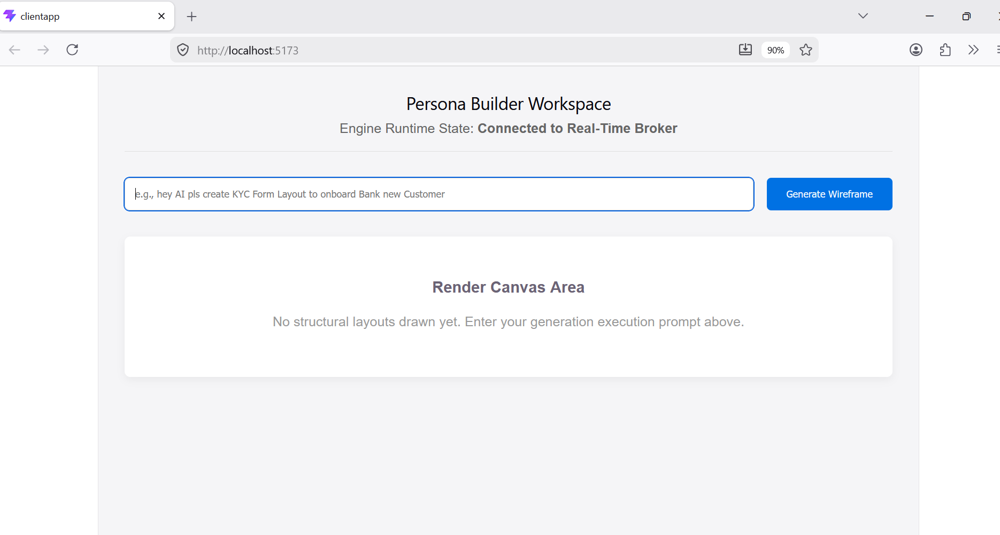 clientapp
http://localhost:5173
90%
Persona Builder Workspace
Engine Runtime State: Connected to Real-Time Broker
e.g., hey AI pls create KYC Form Layout to onboard Bank new Customer
Generate Wireframe
Render Canvas Area
No structural layouts drawn yet. Enter your generation execution prompt above.